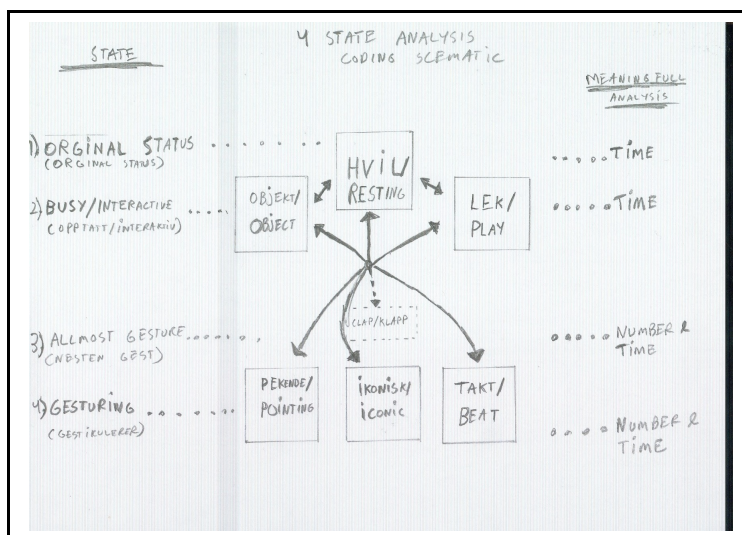 4 STATE ANALYSIS
CODING SCEMATIC
STATE
MEANING FULL
ANALYSIS
1) ORGINAL STATUS
(ORGINAL STATUS)
HVIL/
RESTING
TIME
2) BUSY/INTERACTIVE
(OPPTATT/INTERAKTIV)
OBJEKT/
OBJECT
LEK/
PLAY
TIME
CLAP/KLAPP
3) ALLMOST GESTURE
(NESTEN GEST)
NUMBER &
TIME
4) GESTURING
(GESTIKULERER)
PEKENDE/
POINTING
IKONISK/
ICONIC
TAKT/
BEAT
NUMBER &
TIME